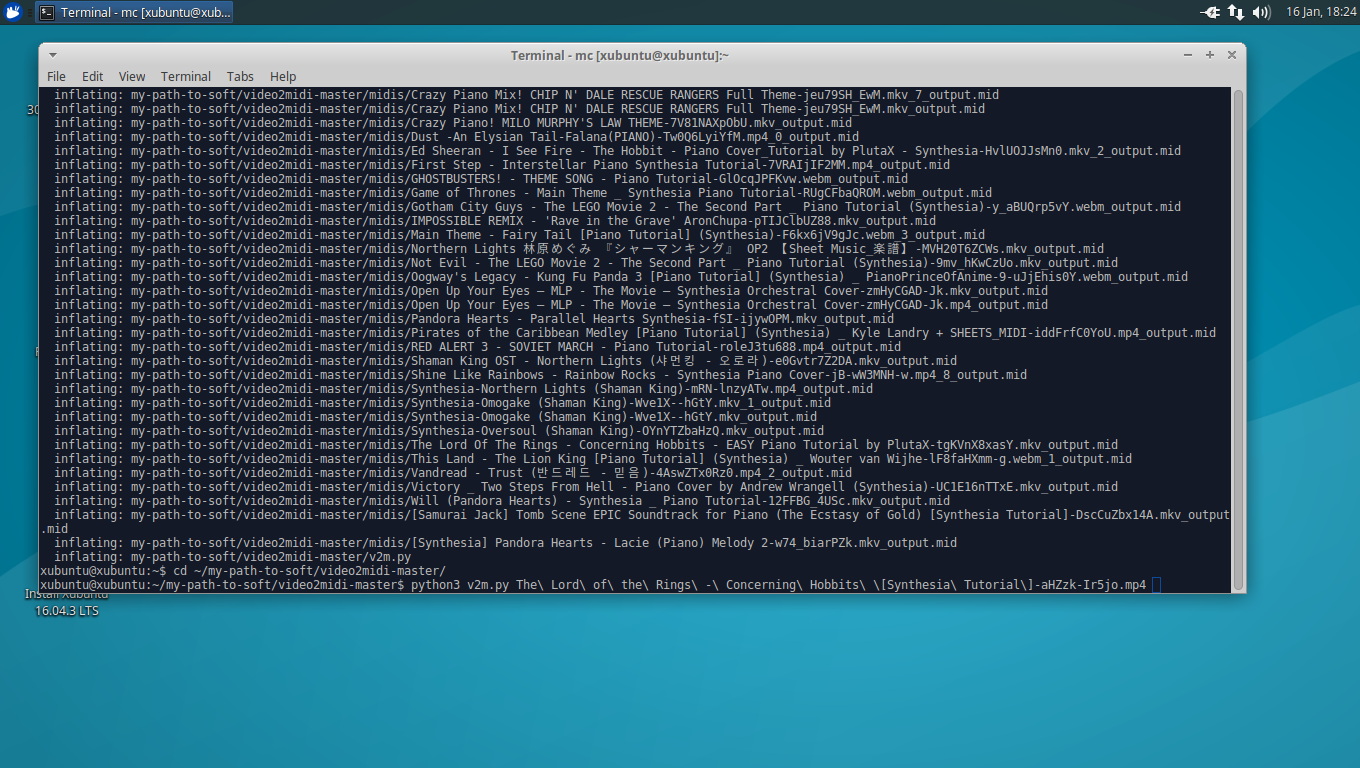 Terminal - mc [xubuntu@xub...
16 Jan, 18:24
Terminal - mc [xubuntu@xubuntu]:~
File Edit View Terminal Tabs Help
inflating: my-path-to-soft/video2midi-master/midis/Crazy Piano Mix! CHIP N' DALE RESCUE RANGERS Full Theme-jeu79SH_EwM.mkv_7_output.mid
inflating: my-path-to-soft/video2midi-master/midis/Crazy Piano Mix! CHIP N' DALE RESCUE RANGERS Full Theme-jeu79SH_EwM.mkv_output.mid
inflating: my-path-to-soft/video2midi-master/midis/Crazy Piano! MILO MURPHY'S LAW THEME-7V81NAXpObU.mkv_output.mid
inflating: my-path-to-soft/video2midi-master/midis/Dust -An Elysian Tail-Falana(PIANO)-Tw0Q6LyiYfM.mp4_0_output.mid
inflating: my-path-to-soft/video2midi-master/midis/Ed Sheeran - I See Fire - The Hobbit - Piano Cover_Tutorial by PlutaX - Synthesia-HvlUOJJsMn0.mkv_2_output.mid
inflating: my-path-to-soft/video2midi-master/midis/First Step - Interstellar Piano Synthesia Tutorial-7VRAIjIF2MM.mp4_output.mid
inflating: my-path-to-soft/video2midi-master/midis/GHOSTBUSTERS! - THEME SONG - Piano Tutorial-GlOcqJPFKvw.webm_output.mid
inflating: my-path-to-soft/video2midi-master/midis/Game of Thrones - Main Theme _ Synthesia Piano Tutorial-RUgCFbaQROM.webm_output.mid
inflating: my-path-to-soft/video2midi-master/midis/Gotham City Guys - The LEGO Movie 2 - The Second Part _ Piano Tutorial (Synthesia)-y_aBUQrp5vY.webm_output.mid
inflating: my-path-to-soft/video2midi-master/midis/IMPOSSIBLE REMIX - 'Rave in the Grave' AronChupa-pTIJClbUZ88.mkv_output.mid
inflating: my-path-to-soft/video2midi-master/midis/Main Theme - Fairy Tail [Piano Tutorial] (Synthesia)-F6kx6jV9gJc.webm_3_output.mid
inflating: my-path-to-soft/video2midi-master/midis/Northern Lights 林原めぐみ 『シャーマンキング』 OP2 【Sheet Music_楽譜】-MVH20T6ZCWs.mkv_output.mid
inflating: my-path-to-soft/video2midi-master/midis/Not Evil - The LEGO Movie 2 - The Second Part _ Piano Tutorial (Synthesia)-9mv_hKwCzUo.mkv_output.mid
inflating: my-path-to-soft/video2midi-master/midis/Oogway's Legacy - Kung Fu Panda 3 [Piano Tutorial] (Synthesia) _ PianoPrinceOfAnime-9-uJjEhis0Y.webm_output.mid
inflating: my-path-to-soft/video2midi-master/midis/Open Up Your Eyes – MLP - The Movie – Synthesia Orchestral Cover-zmHyCGAD-Jk.mkv_output.mid
inflating: my-path-to-soft/video2midi-master/midis/Open Up Your Eyes – MLP - The Movie – Synthesia Orchestral Cover-zmHyCGAD-Jk.mp4_output.mid
inflating: my-path-to-soft/video2midi-master/midis/Pandora Hearts - Parallel Hearts Synthesia-fSI-ijywOPM.mkv_output.mid
inflating: my-path-to-soft/video2midi-master/midis/Pirates of the Caribbean Medley [Piano Tutorial] (Synthesia) _ Kyle Landry + SHEETS_MIDI-iddFrfC0YoU.mp4_output.mid
inflating: my-path-to-soft/video2midi-master/midis/RED ALERT 3 - SOVIET MARCH - Piano Tutorial-roleJ3tu688.mp4_output.mid
inflating: my-path-to-soft/video2midi-master/midis/Shaman King OST - Northern Lights (샤먼킹 - 오로라)-e0Gvtr7Z2DA.mkv_output.mid
inflating: my-path-to-soft/video2midi-master/midis/Shine Like Rainbows - Rainbow Rocks - Synthesia Piano Cover-jB-wW3MNH-w.mp4_8_output.mid
inflating: my-path-to-soft/video2midi-master/midis/Synthesia-Northern Lights (Shaman King)-mRN-lnzyATw.mp4_output.mid
inflating: my-path-to-soft/video2midi-master/midis/Synthesia-Omogake (Shaman King)-Wve1X--hGtY.mkv_1_output.mid
inflating: my-path-to-soft/video2midi-master/midis/Synthesia-Omogake (Shaman King)-Wve1X--hGtY.mkv_output.mid
inflating: my-path-to-soft/video2midi-master/midis/Synthesia-Oversoul (Shaman King)-OYnYTZbaHzQ.mkv_output.mid
inflating: my-path-to-soft/video2midi-master/midis/The Lord Of The Rings - Concerning Hobbits - EASY Piano Tutorial by PlutaX-tgKVnX8xasY.mkv_output.mid
inflating: my-path-to-soft/video2midi-master/midis/This Land - The Lion King [Piano Tutorial] (Synthesia) _ Wouter van Wijhe-lF8faHXmm-g.webm_1_output.mid
inflating: my-path-to-soft/video2midi-master/midis/Vandread - Trust (반드레드 - 믿음)-4AswZTx0Rz0.mp4_2_output.mid
inflating: my-path-to-soft/video2midi-master/midis/Victory _ Two Steps From Hell - Piano Cover by Andrew Wrangell (Synthesia)-UC1E16nTTxE.mkv_output.mid
inflating: my-path-to-soft/video2midi-master/midis/Will (Pandora Hearts) - Synthesia _ Piano Tutorial-12FFBG_4USc.mkv_output.mid
inflating: my-path-to-soft/video2midi-master/midis/[Samurai Jack] Tomb Scene EPIC Soundtrack for Piano (The Ecstasy of Gold) [Synthesia Tutorial]-DscCuZbx14A.mkv_output
.mid
inflating: my-path-to-soft/video2midi-master/midis/[Synthesia] Pandora Hearts - Lacie (Piano) Melody 2-w74_biarPZk.mkv_output.mid
inflating: my-path-to-soft/video2midi-master/v2m.py
xubuntu@xubuntu:~$ cd ~/my-path-to-soft/video2midi-master/
xubuntu@xubuntu:~/my-path-to-soft/video2midi-master$ python3 v2m.py The\ Lord\ of\ the\ Rings\ -\ Concerning\ Hobbits\ \[Synthesia\ Tutorial\]-aHZzk-Ir5jo.mp4
Install Xubuntu
16.04.3 LTS